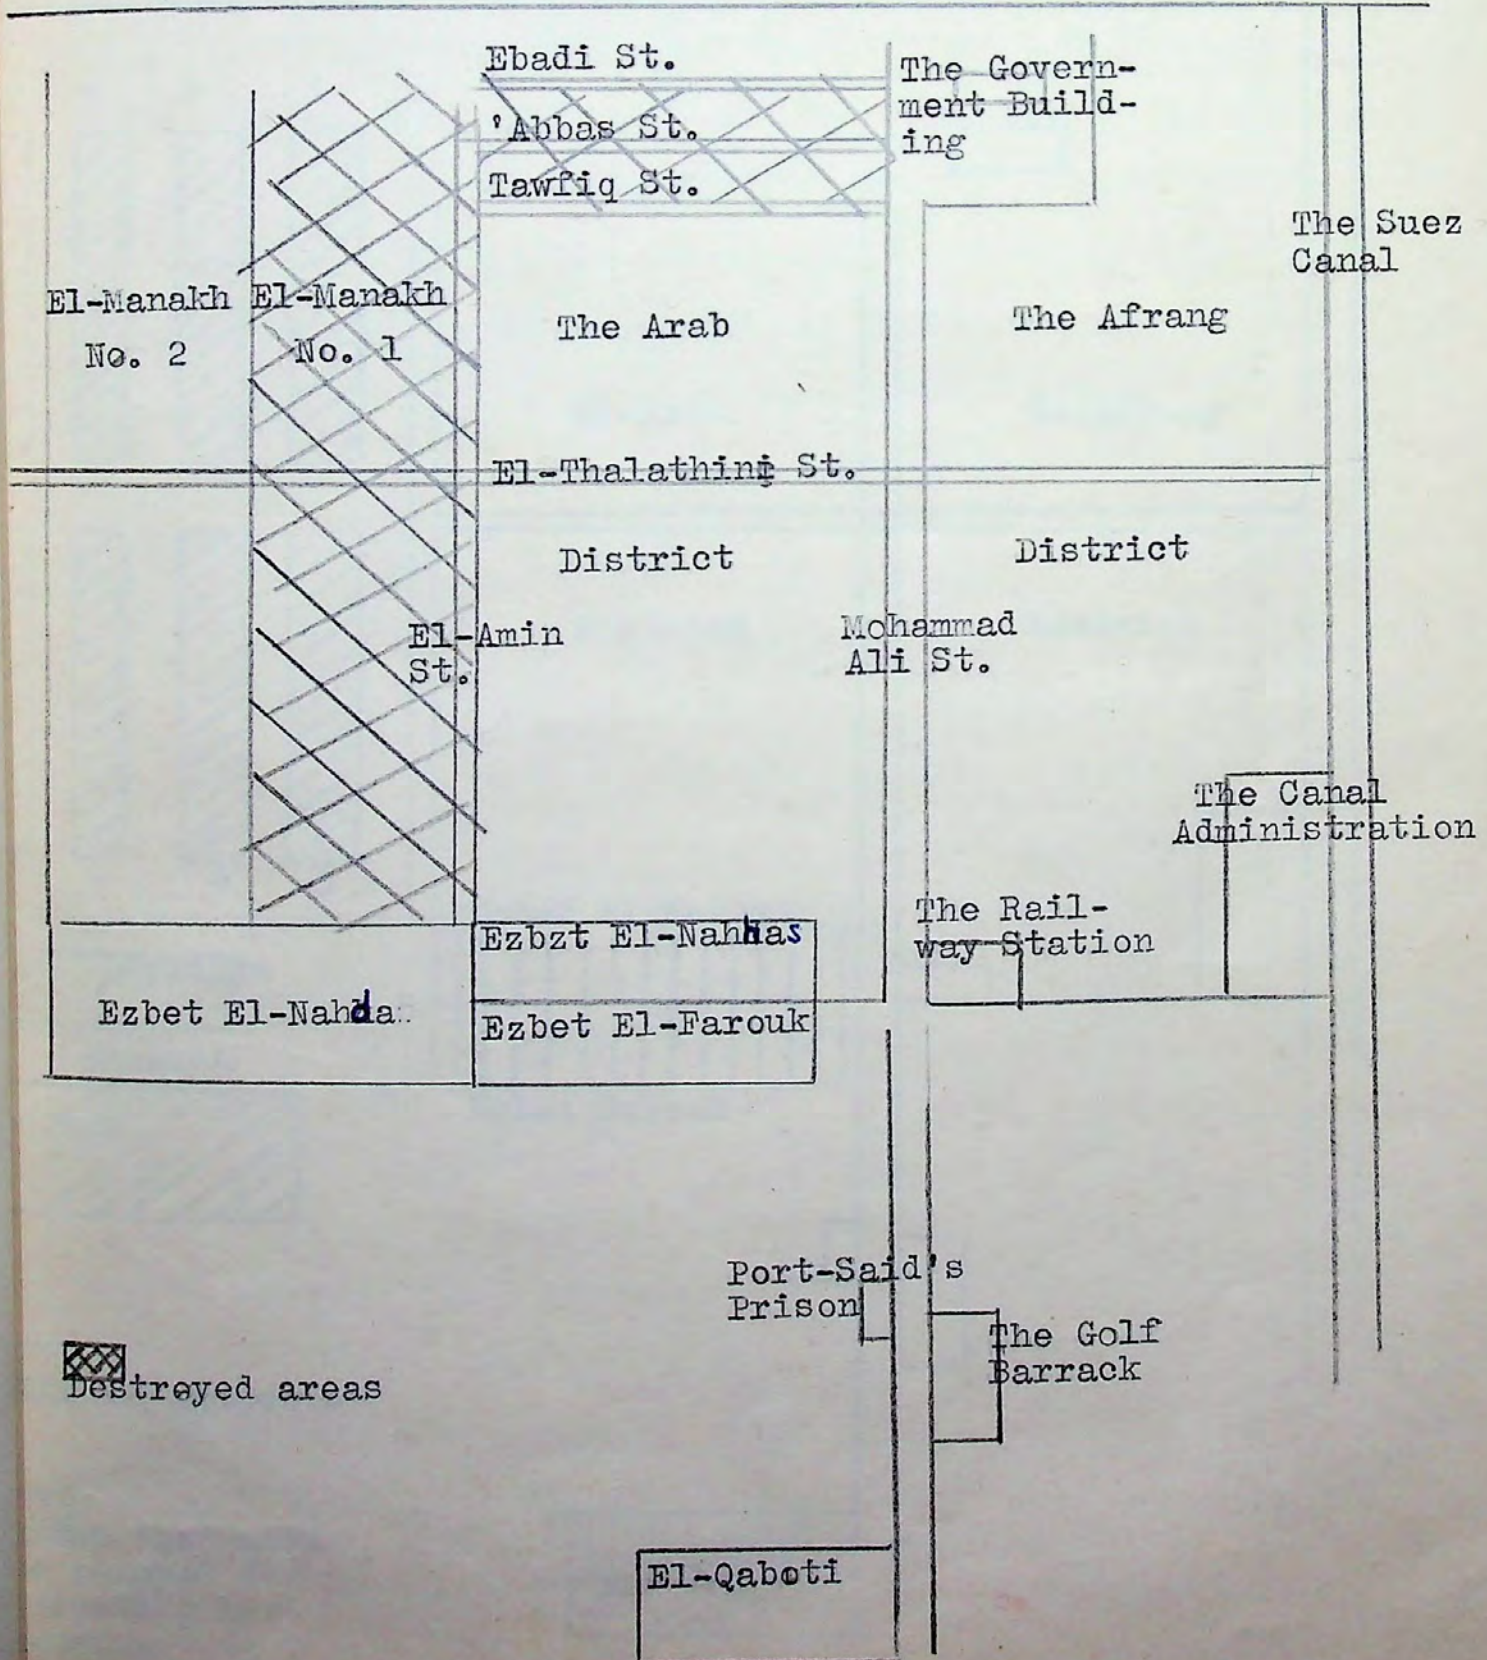 Ebadi St.
'Abbas St.
Tawfiq St.
The Govern-
ment Build-
ing
The Suez
Canal
El-Manakh
No. 2
El-Manakh
No. 1
The Arab
The Afrang
El-Thalathini St.
District
District
El-Amin
St.
Mohammad
Ali St.
The Canal
Administration
The Rail-
way Station
Ezbzt El-Nahhas
Ezbet El-Nahda
Ezbet El-Farouk
Port-Said's
Prison
The Golf
Barrack
Destroyed areas
El-Qaboti